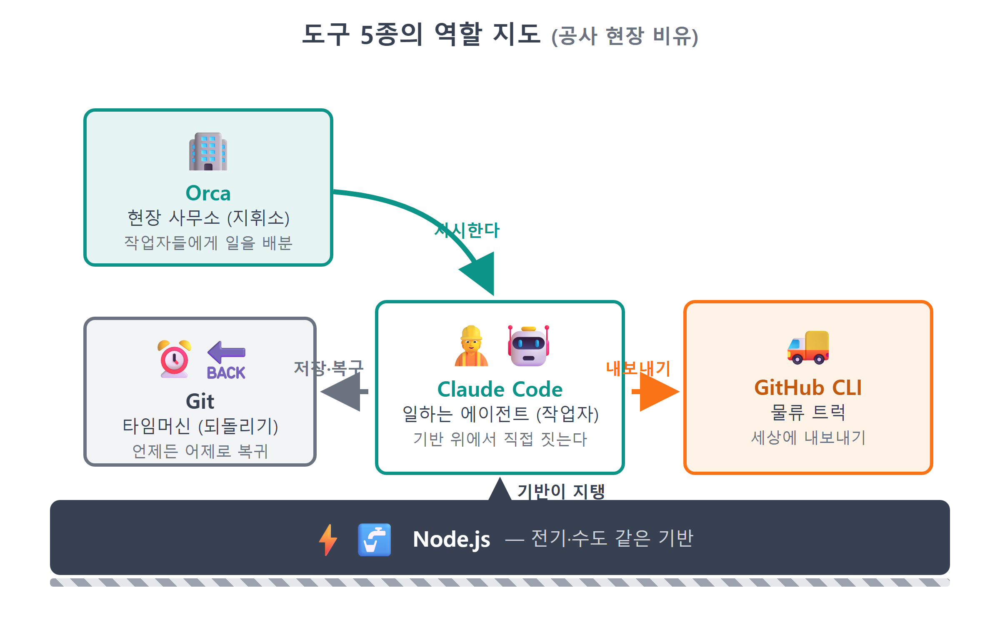 도구 5종의 역할 지도 (공사 현장 비유)
Orca
현장 사무소 (지휘소)
작업자들에게 일을 배분
지시한다
BACK
Git
타임머신 (되돌리기)
언제든 어제로 복귀
저장·복구
Claude Code
일하는 에이전트 (작업자)
기반 위에서 직접 짓는다
내보내기
GitHub CLI
물류 트럭
세상에 내보내기
기반이 지탱
Node.js — 전기·수도 같은 기반